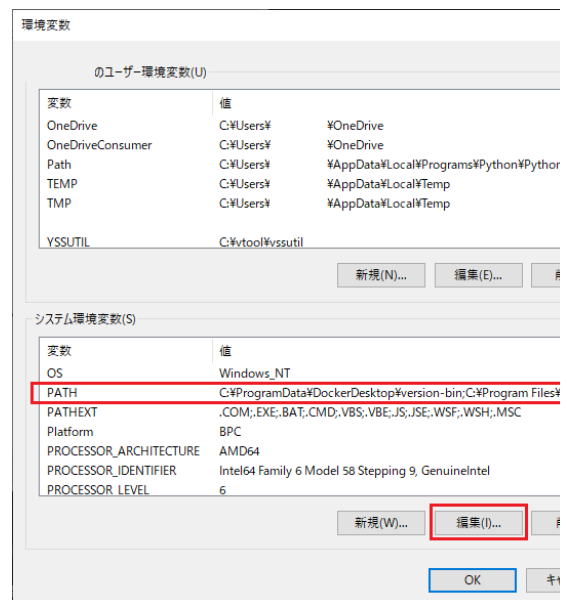 環境変数
のユーザー環境変数(U)
変数 値
OneDrive C:¥Users¥ ¥OneDrive
OneDriveConsumer C:¥Users¥ ¥OneDrive
Path C:¥Users¥ ¥AppData¥Local¥Programs¥Python¥Python
TEMP C:¥Users¥ ¥AppData¥Local¥Temp
TMP C:¥Users¥ ¥AppData¥Local¥Temp
YSSUTIL C:¥vtool¥yssutil
新規(N)... 編集(E)...
システム環境変数(S)
変数 値
OS Windows_NT
PATH C:¥ProgramData¥DockerDesktop¥version-bin;C:¥Program Files¥
PATHEXT .COM;.EXE;.BAT;.CMD;.VBS;.VBE;.JS;.JSE;.WSF;.WSH;.MSC
Platform BPC
PROCESSOR_ARCHITECTURE AMD64
PROCESSOR_IDENTIFIER Intel64 Family 6 Model 58 Stepping 9, GenuineIntel
PROCESSOR_LEVEL 6
新規(W)... 編集(I)...
OK